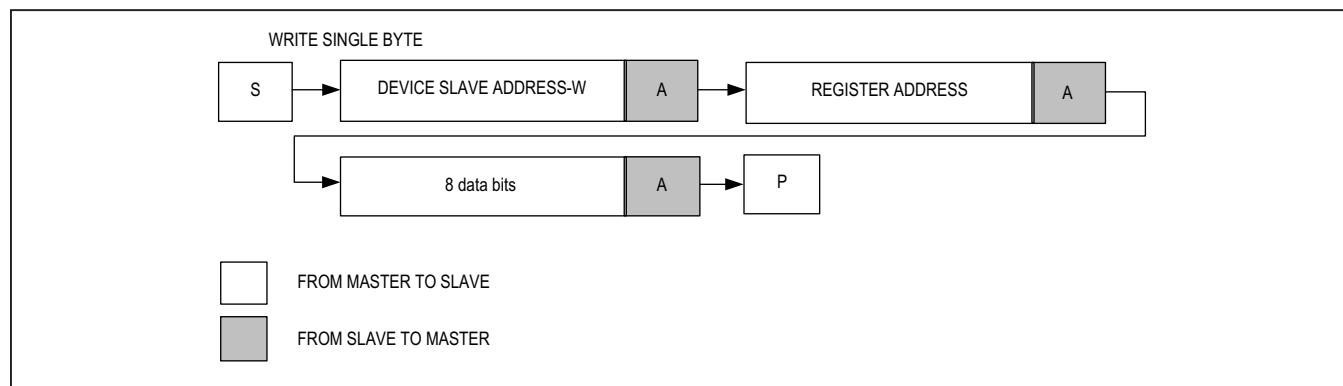 WRITE SINGLE BYTE
S DEVICE SLAVE ADDRESS-W A REGISTER ADDRESS A
8 data bits A P
FROM MASTER TO SLAVE
FROM SLAVE TO MASTER